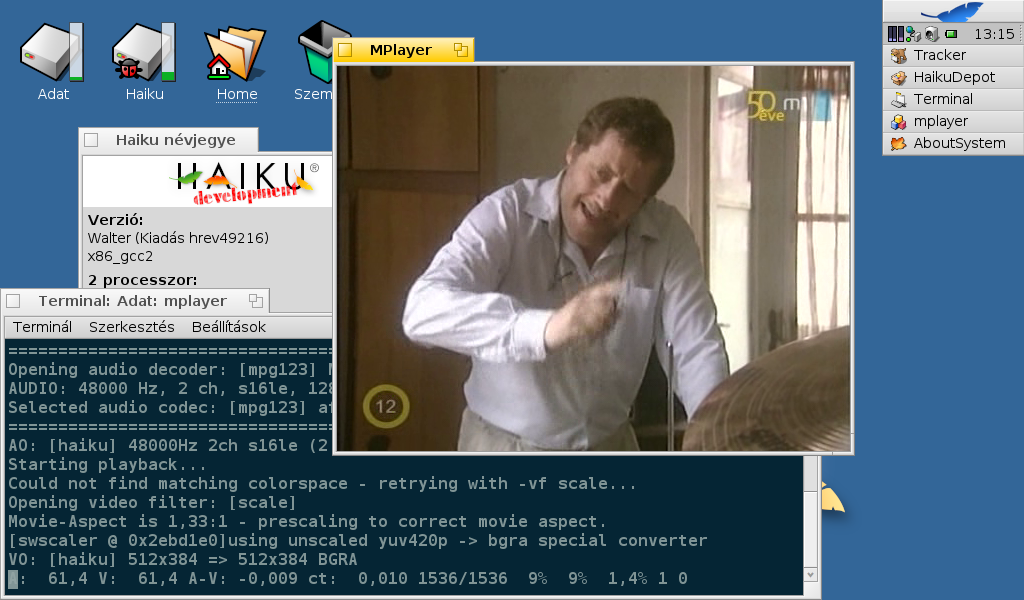 Adat
Haiku
Home
Szem
13:15
Tracker
HaikuDepot
Terminal
mplayer
AboutSystem
MPlayer
50
éve
m
12
Haiku névjegye
HAIKU®
development
Verzió:
Walter (Kiadás hrev49216)
x86_gcc2
2 processzor:
Terminal: Adat: mplayer
Terminál Szerkesztés Beállítások
=================================
Opening audio decoder: [mpg123]
AUDIO: 48000 Hz, 2 ch, s16le, 128
Selected audio codec: [mpg123] af
=================================
AO: [haiku] 48000Hz 2ch s16le (2
Starting playback...
Could not find matching colorspace - retrying with -vf scale...
Opening video filter: [scale]
Movie-Aspect is 1,33:1 - prescaling to correct movie aspect.
[swscaler @ 0x2ebd1e0]using unscaled yuv420p -> bgra special converter
VO: [haiku] 512x384 => 512x384 BGRA
A:  61,4 V:  61,4 A-V: -0,009 ct:  0,010 1536/1536  9%  9%  1,4% 1 0